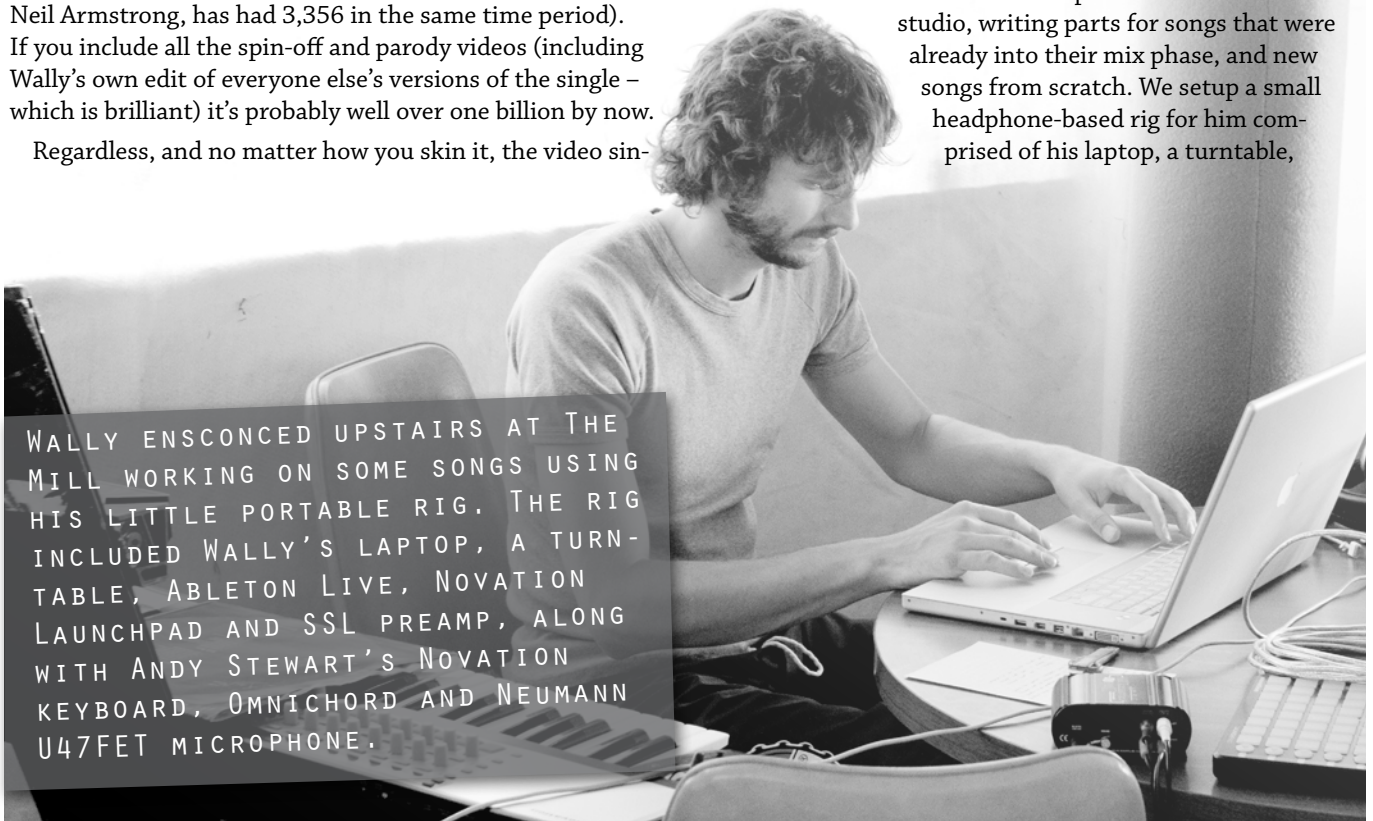 Neil Armstrong, has had 3,356 in the same time period).
If you include all the spin-off and parody videos (including
Wally’s own edit of everyone else’s versions of the single –
which is brilliant) it’s probably well over one billion by now.
Regardless, and no matter how you skin it, the video sin-
studio, writing parts for songs that were
already into their mix phase, and new
songs from scratch. We setup a small
headphone-based rig for him com-
prised of his laptop, a turntable,
Wally ensconced upstairs at The
Mill working on some songs using
his little portable rig. The rig
included Wally’s laptop, a turn-
table, Ableton Live, Novation
Launchpad and SSL preamp, along
with Andy Stewart’s Novation
keyboard, Omnichord and Neumann
U47FET microphone.